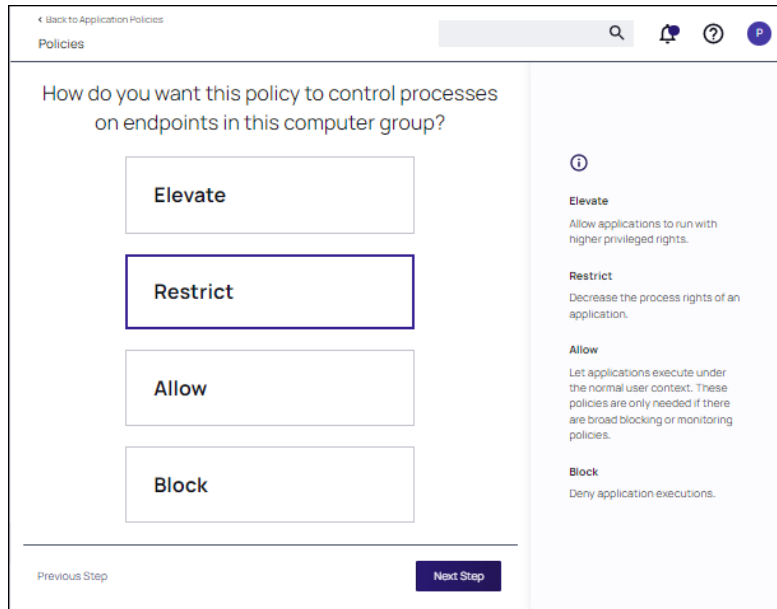 < Back to Application Policies
Policies
P
How do you want this policy to control processes
on endpoints in this computer group?
Elevate
Restrict
Allow
Block
Previous Step
Next Step
Elevate
Allow applications to run with
higher privileged rights.
Restrict
Decrease the process rights of an
application.
Allow
Let applications execute under
the normal user context. These
policies are only needed if there
are broad blocking or monitoring
policies.
Block
Deny application executions.